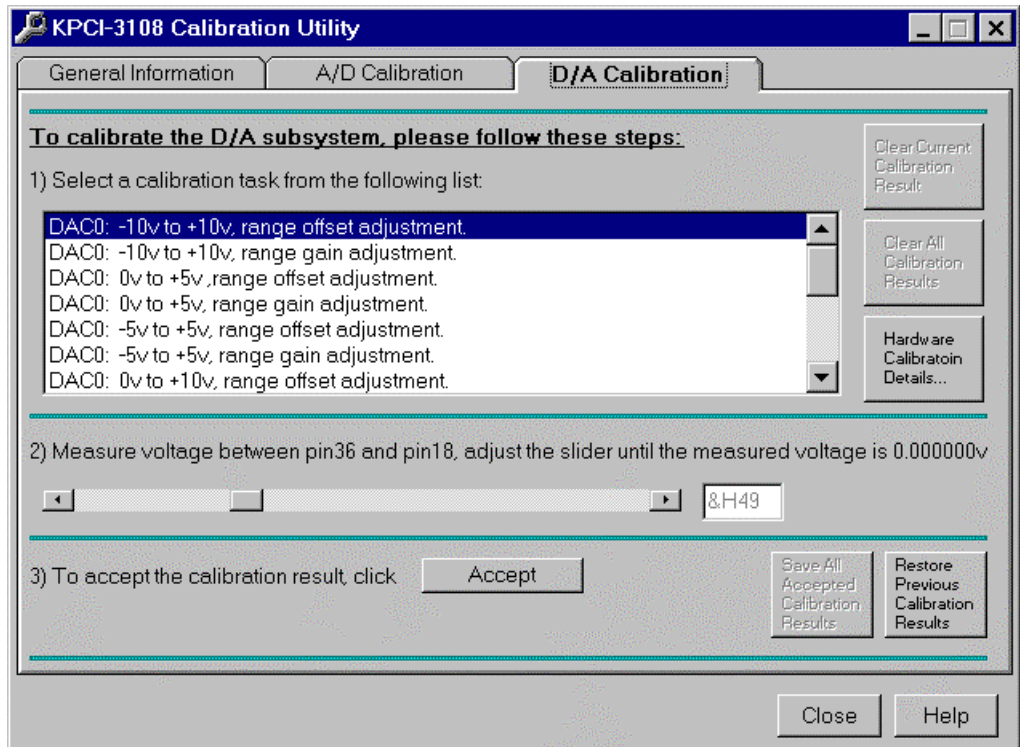 KPCI-3108 Calibration Utility
General Information
A/D Calibration
D/A Calibration
To calibrate the D/A subsystem, please follow these steps:
1) Select a calibration task from the following list:
DAC0: -10v to +10v, range offset adjustment.
DAC0: -10v to +10v, range gain adjustment.
DAC0: 0v to +5v ,range offset adjustment.
DAC0: 0v to +5v, range gain adjustment.
DAC0: -5v to +5v, range offset adjustment.
DAC0: -5v to +5v, range gain adjustment.
DAC0: 0v to +10v, range offset adjustment.
Clear Current
Calibration
Result
Clear All
Calibration
Results
Hardware
Calibratoin
Details...
2) Measure voltage between pin36 and pin18, adjust the slider until the measured voltage is 0.000000v
&H49
3) To accept the calibration result, click
Accept
Save All
Accepted
Calibration
Results
Restore
Previous
Calibration
Results
Close
Help